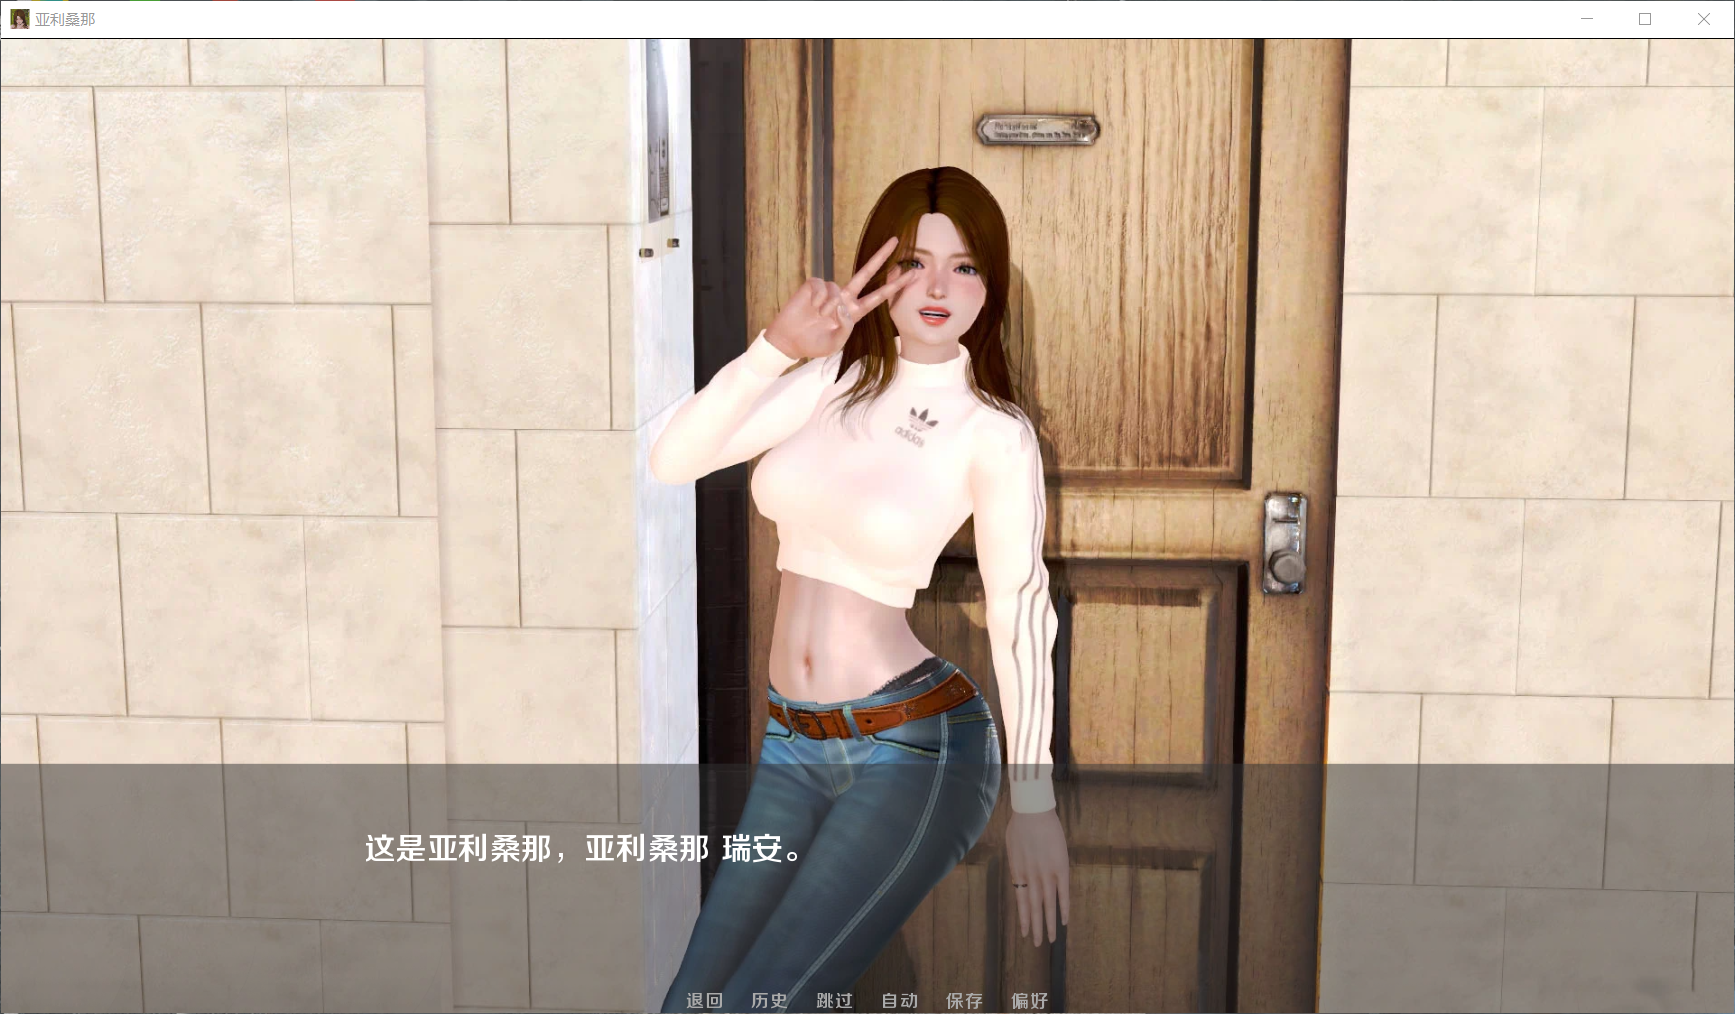 亚利桑那
adidas
这是亚利桑那，亚利桑那 瑞安。
退回 历史 跳过 自动 保存 偏好